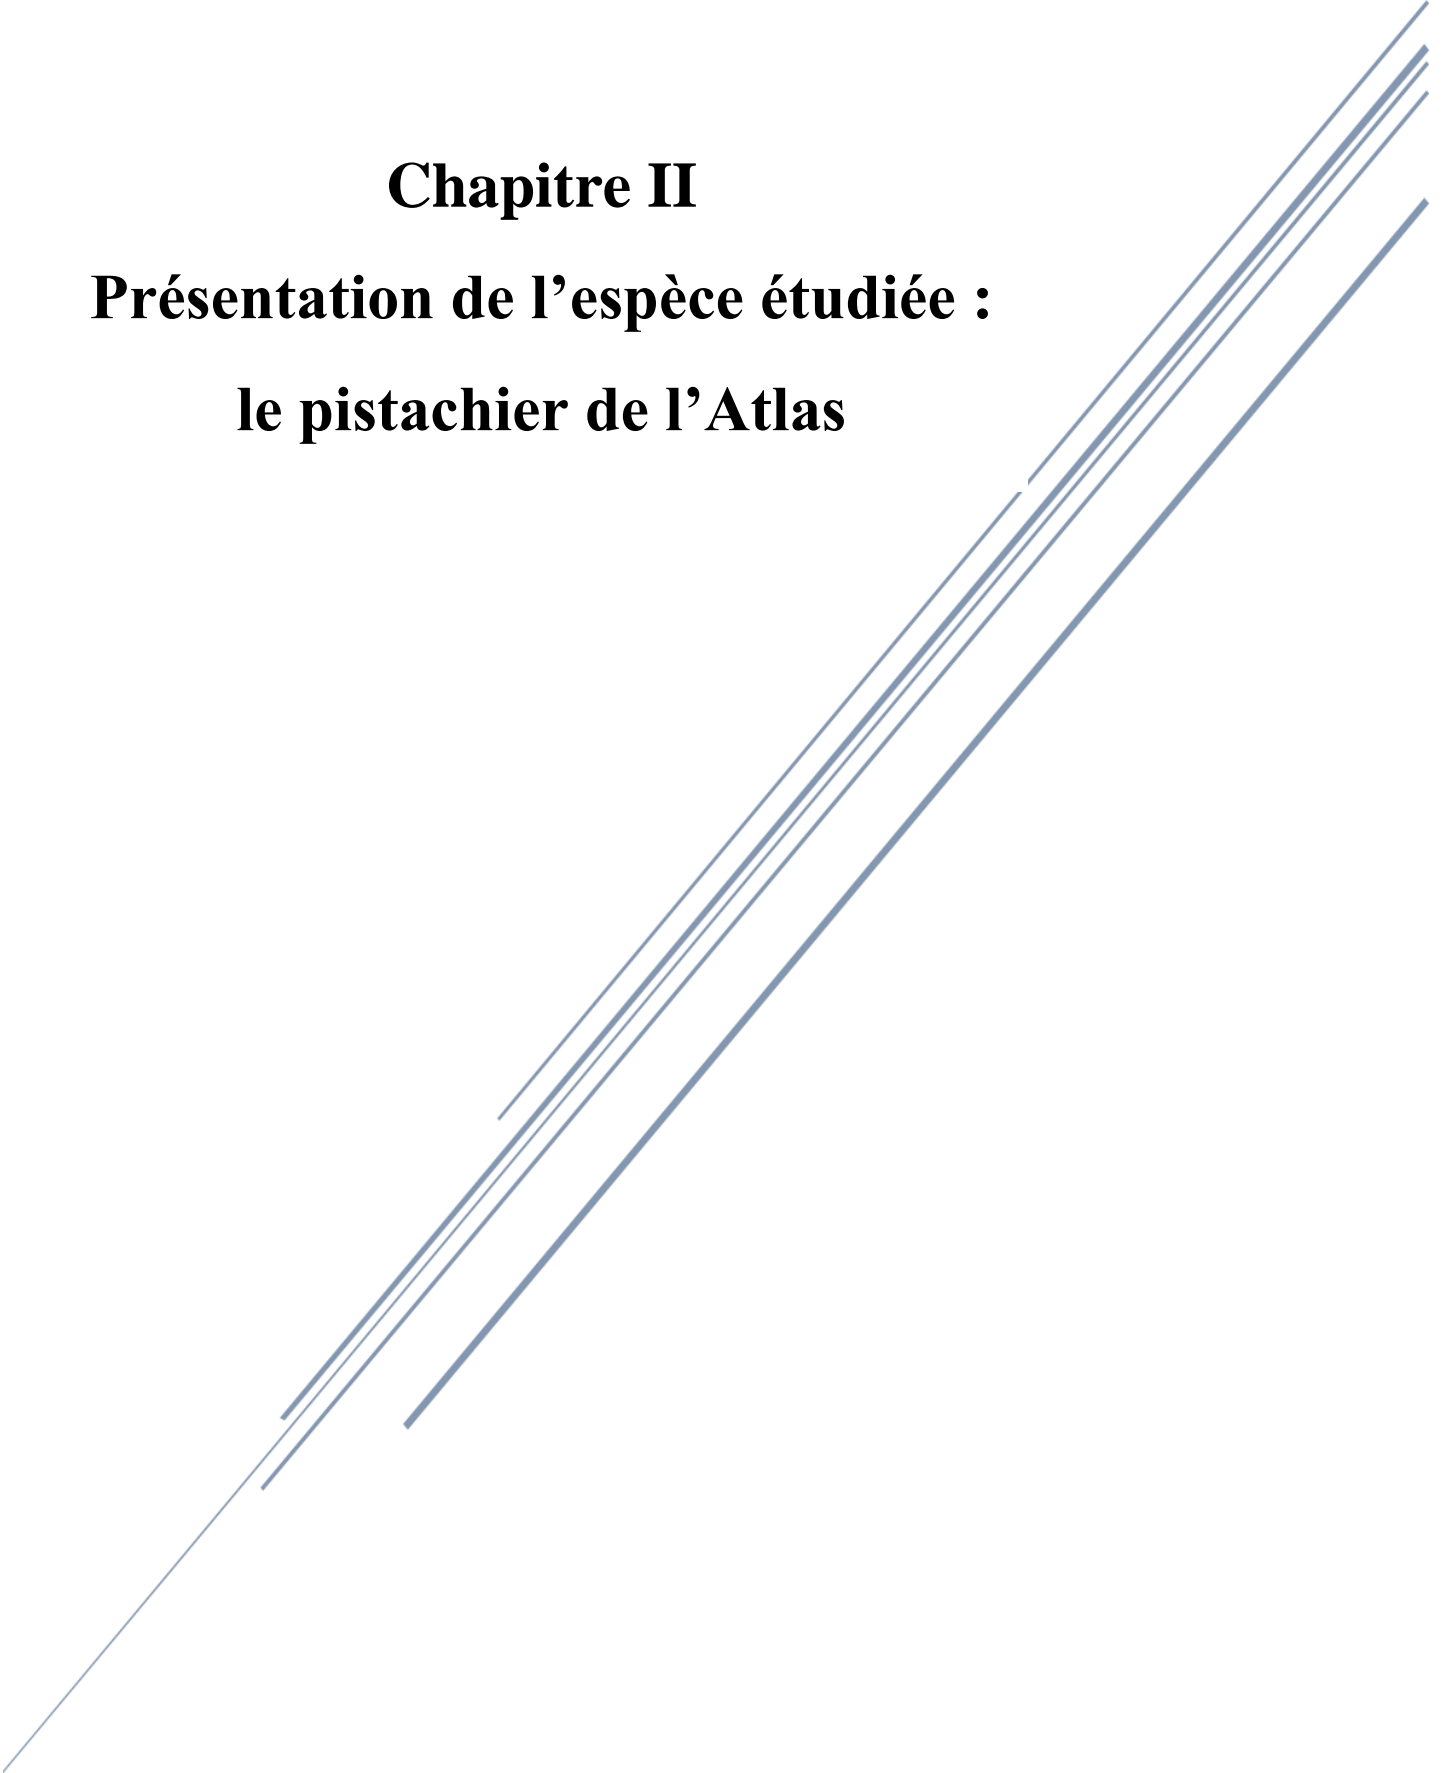 Chapitre II
Présentation de l’espèce étudiée :
le pistachier de l’Atlas